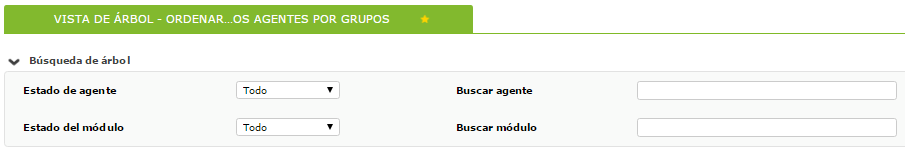 VISTA DE ÁRBOL - ORDENAR...OS AGENTES POR GRUPOS
Búsqueda de árbol
Estado de agente Todo Buscar agente
Estado del módulo Todo Buscar módulo